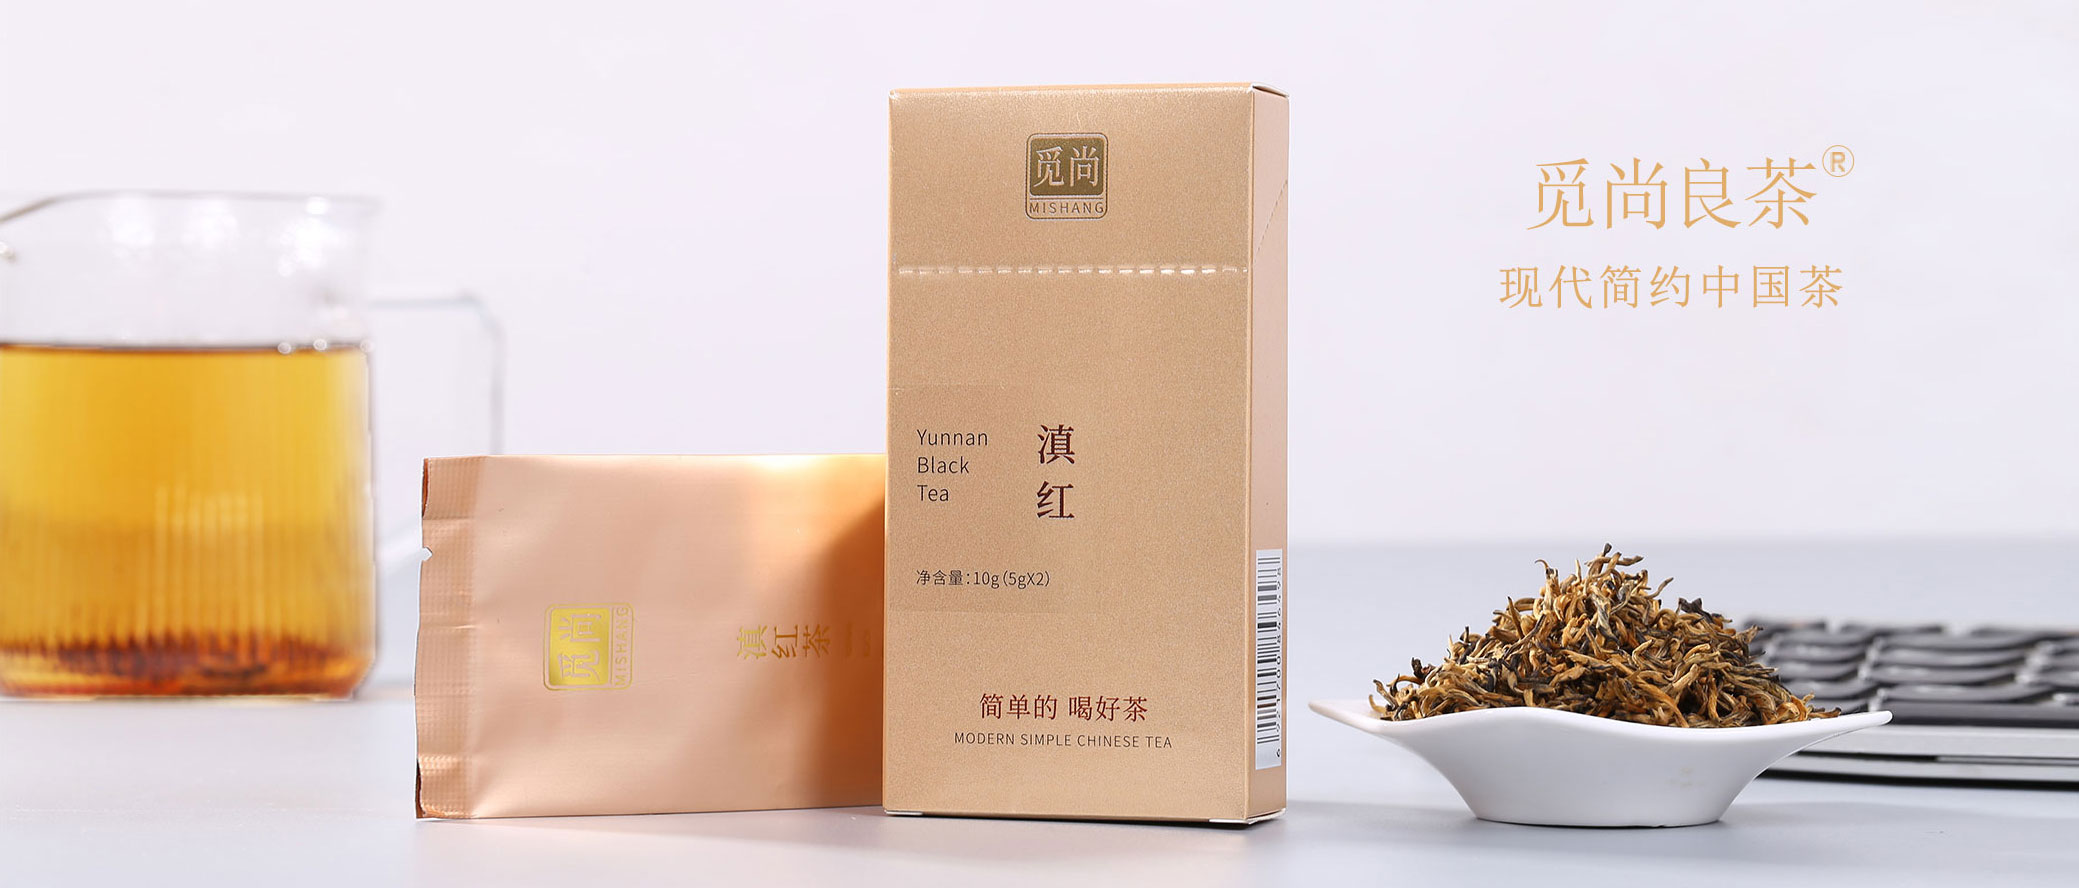 觅尚
MISHANG
Yunnan
Black
Tea
滇红
净含量:10g(5gX2)
简单的 喝好茶
MODERN SIMPLE CHINESE TEA
觅尚
MISHANG
滇红茶
觅尚良茶®
现代简约中国茶